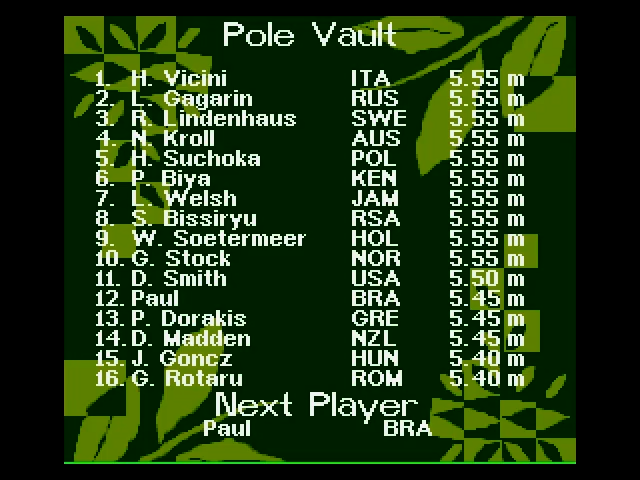 Pole Vault
1. H. Vicini ITA 5.55 m
2. L. Gagarin RUS 5.55 m
3. R. Lindenhaus SWE 5.55 m
4. N. Kroll AUS 5.55 m
5. H. Suchoka POL 5.55 m
6. P. Biya KEN 5.55 m
7. L. Welsh JAM 5.55 m
8. S. Bissiryu RSA 5.55 m
9. W. Soetermeer HOL 5.55 m
10. G. Stock NOR 5.55 m
11. D. Smith USA 5.50 m
12. Paul BRA 5.45 m
13. P. Dorakis GRE 5.45 m
14. D. Madden NZL 5.45 m
15. J. Goncz HUN 5.40 m
16. G. Rotaru ROM 5.40 m
Next Player
Paul BRA